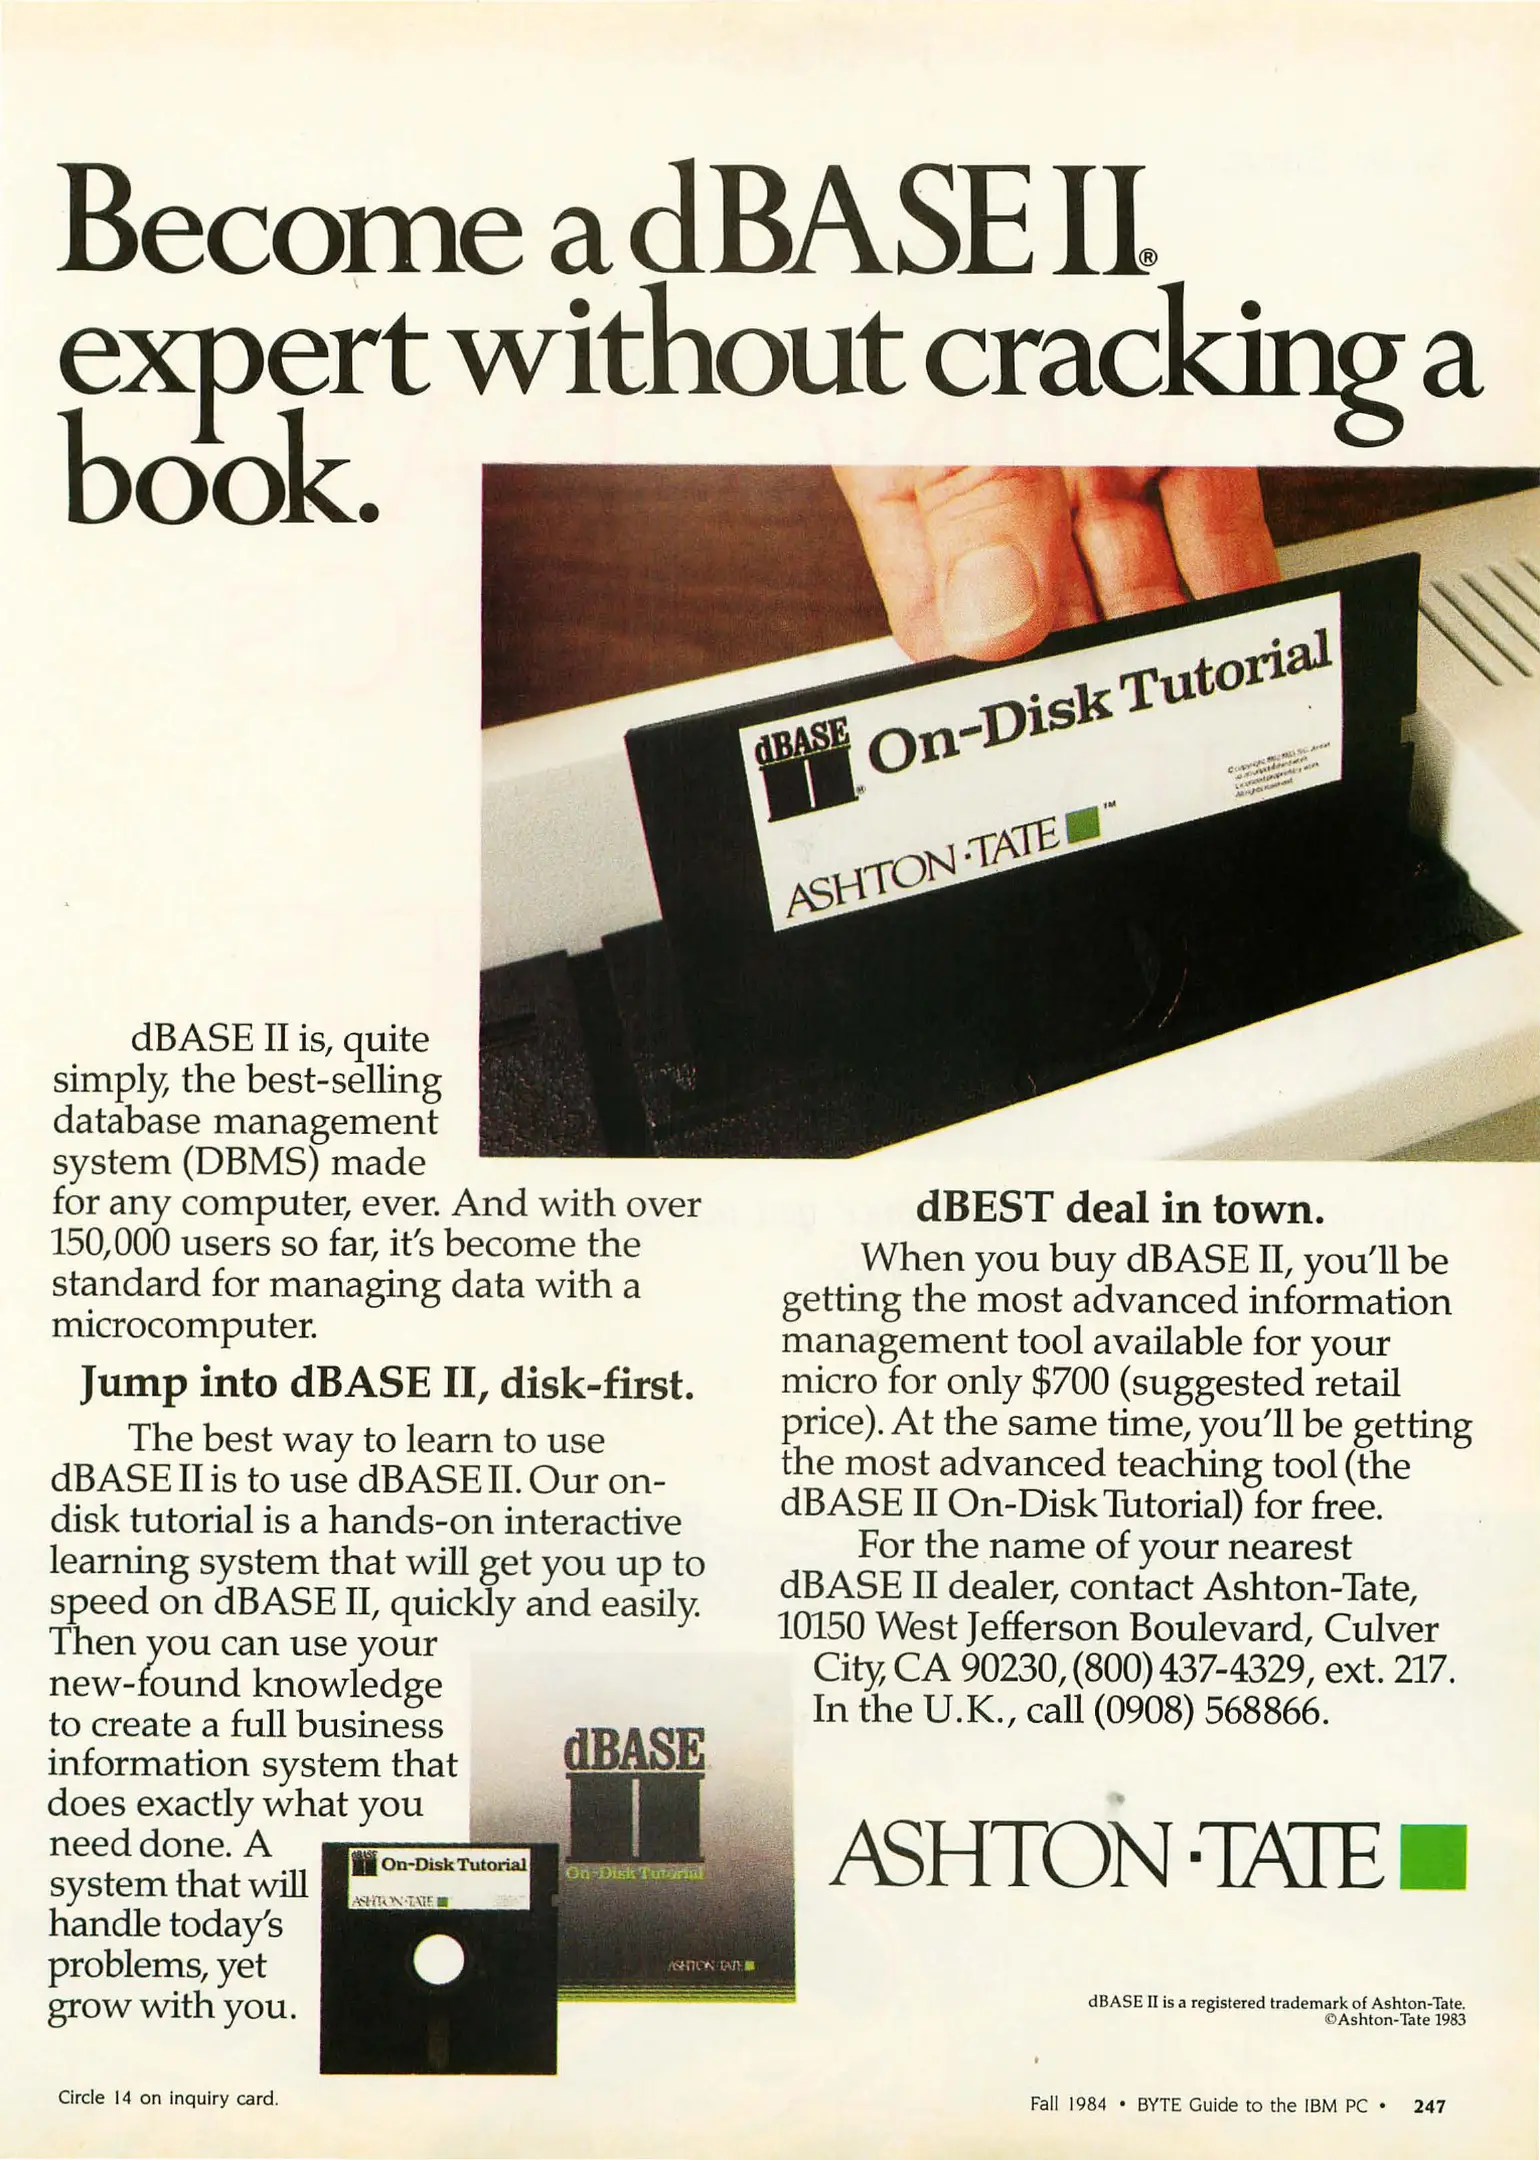 Become a dBASE II®
expert without cracking a
book.
dBASE
II®
On-Disk Tutorial
ASHTON·TATE ™
dBASE II is, quite
simply, the best-selling
database management
system (DBMS) made
for any computer, ever. And with over
150,000 users so far, it's become the
standard for managing data with a
microcomputer.
Jump into dBASE II, disk-first.
The best way to learn to use
dBASE II is to use dBASE II. Our on-
disk tutorial is a hands-on interactive
learning system that will get you up to
speed on dBASE II, quickly and easily.
Then you can use your
new-found knowledge
to create a full business
information system that
does exactly what you
need done. A
system that will
handle today's
problems, yet
grow with you.
dBASE
II
On-Disk Tutorial
ASHTON·TATE
dBASE
II
On-Disk Tutorial
ASHTON·TATE
dBEST deal in town.
When you buy dBASE II, you'll be
getting the most advanced information
management tool available for your
micro for only $700 (suggested retail
price). At the same time, you'll be getting
the most advanced teaching tool (the
dBASE II On-Disk Tutorial) for free.
For the name of your nearest
dBASE II dealer, contact Ashton-Tate,
10150 West Jefferson Boulevard, Culver
City, CA 90230, (800) 437-4329, ext. 217.
In the U.K., call (0908) 568866.
ASHTON·TATE
dBASE II is a registered trademark of Ashton-Tate.
©Ashton-Tate 1983
Circle 14 on inquiry card.
Fall 1984 • BYTE Guide to the IBM PC • 247